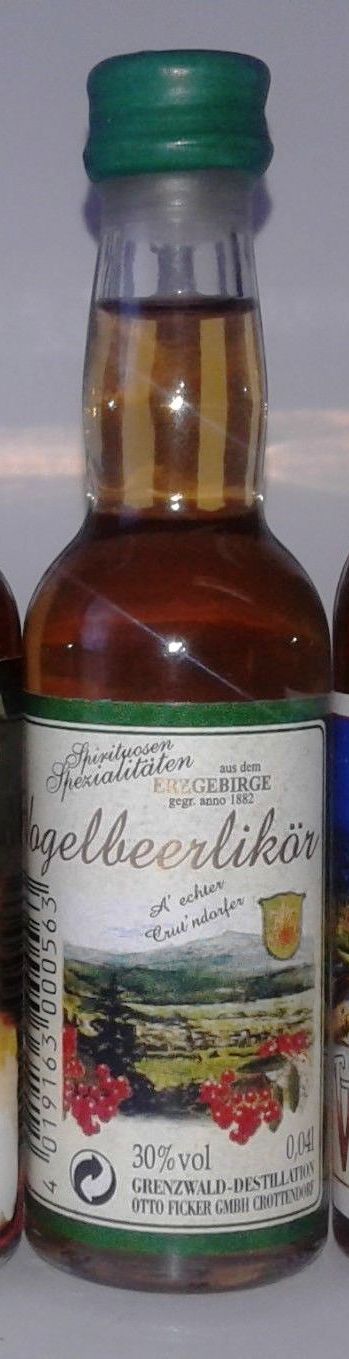 Spirituosen
Spezialitäten
aus dem
ERZGEBIRGE
gegr. anno 1882
Vogelbeerlikör
A' echter
Crut'ndorfer
4 019163 000563
30% vol
0,04l
GRENZWALD-DESTILLATION
OTTO FICKER GMBH CROTTENDORF